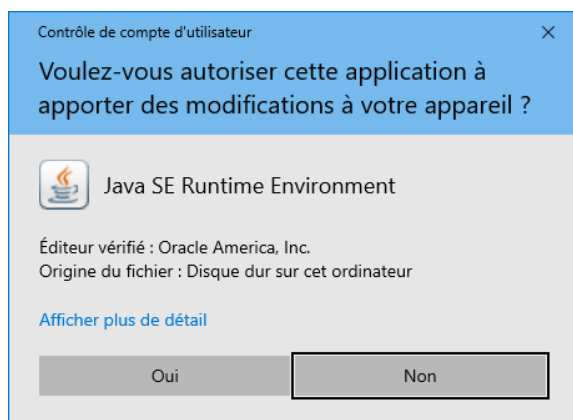 Contrôle de compte d'utilisateur
Voulez-vous autoriser cette application à
apporter des modifications à votre appareil ?
Java SE Runtime Environment
Éditeur vérifié : Oracle America, Inc.
Origine du fichier : Disque dur sur cet ordinateur
Afficher plus de détail
Oui
Non